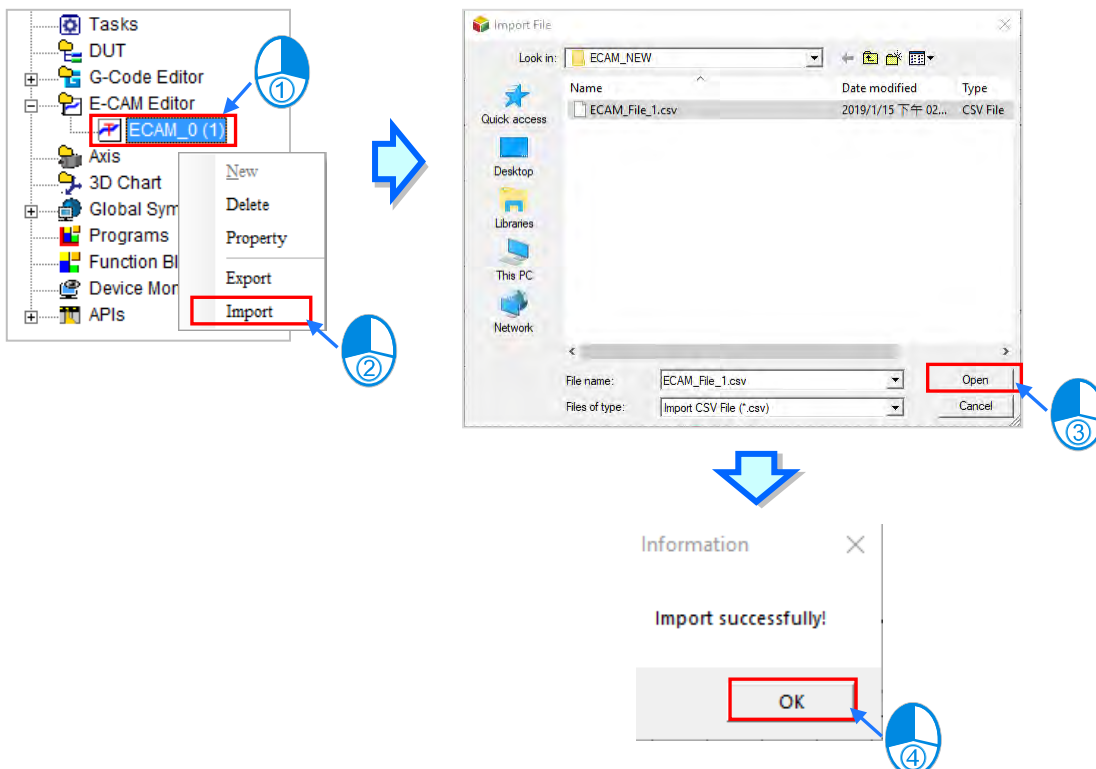 Tasks
DUT
G-Code Editor
E-CAM Editor
ECAM_0 (1)
Axis
3D Chart
Global Sym
Programs
Function Bl
Device Mor
APIs
①
New
Delete
Property
Export
Import
②
Import File
Look in:
ECAM_NEW
Name Date modified Type
ECAM_File_1.csv 2019/1/15 下午 02... CSV File
Quick access
Desktop
Libraries
This PC
Network
File name: ECAM_File_1.csv Open
Files of type: Import CSV File (*.csv) Cancel
③
Information
Import successfully!
OK
④